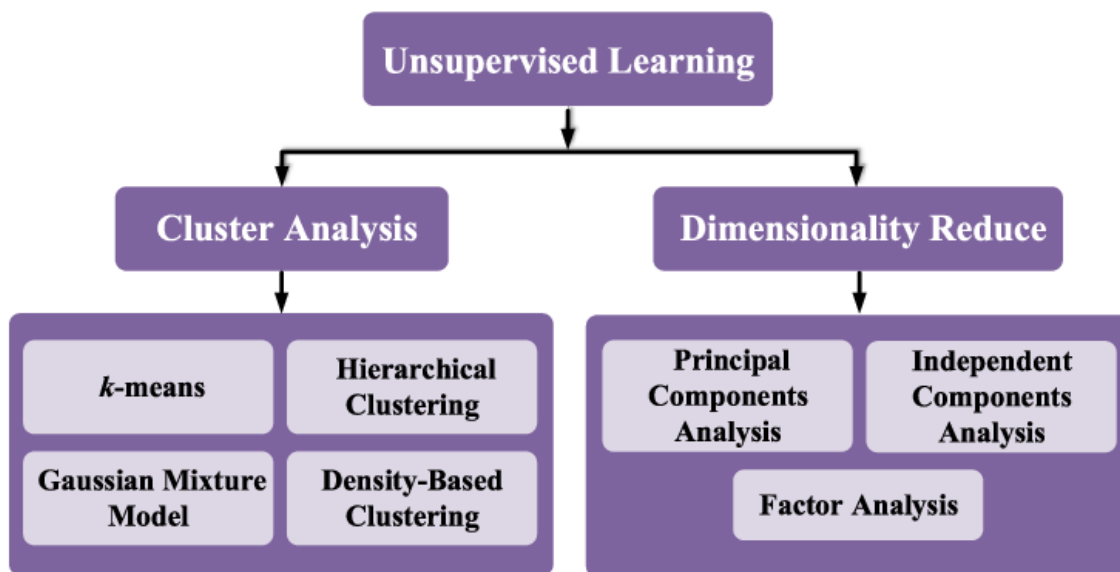 Unsupervised Learning
Cluster Analysis
Dimensionality Reduce
k-means
Hierarchical
Clustering
Gaussian Mixture
Model
Density-Based
Clustering
Principal
Components
Analysis
Independent
Components
Analysis
Factor Analysis